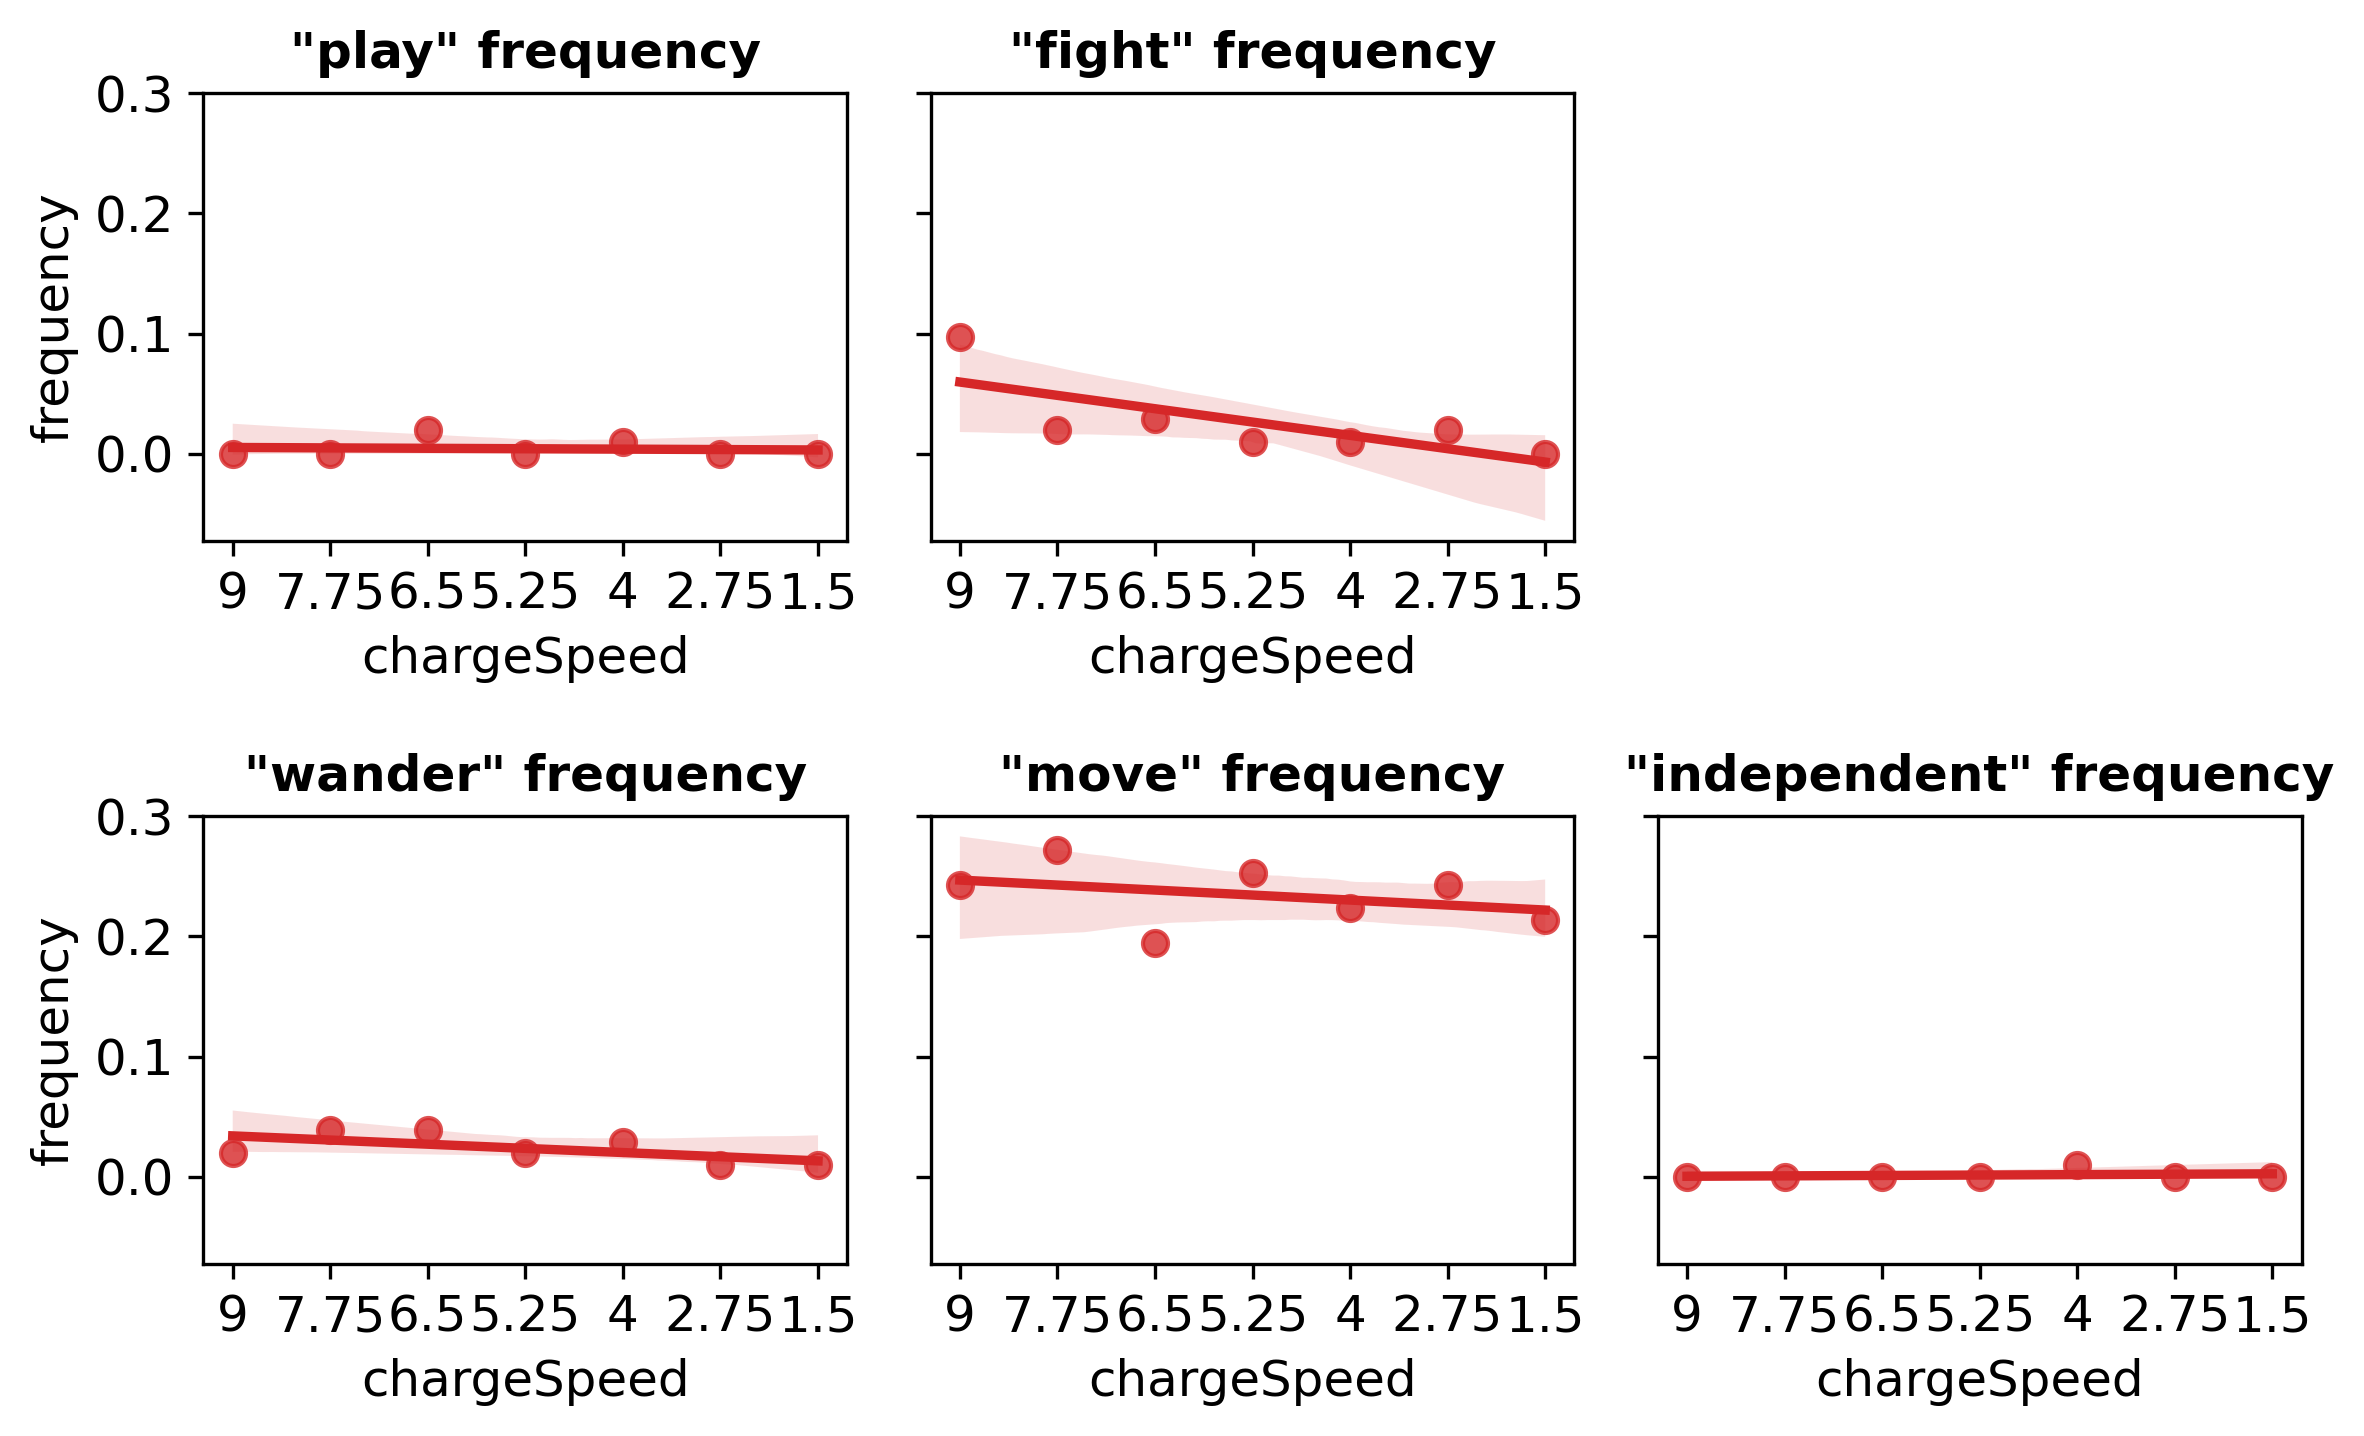 "play" frequency
"fight" frequency
0.3
0.2
0.1
0.0
frequency
9 7.75 6.5 5.25 4 2.75 1.5
9 7.75 6.5 5.25 4 2.75 1.5
chargeSpeed
chargeSpeed
"wander" frequency
"move" frequency
"independent" frequency
0.3
0.2
0.1
0.0
frequency
9 7.75 6.5 5.25 4 2.75 1.5
9 7.75 6.5 5.25 4 2.75 1.5
9 7.75 6.5 5.25 4 2.75 1.5
chargeSpeed
chargeSpeed
chargeSpeed